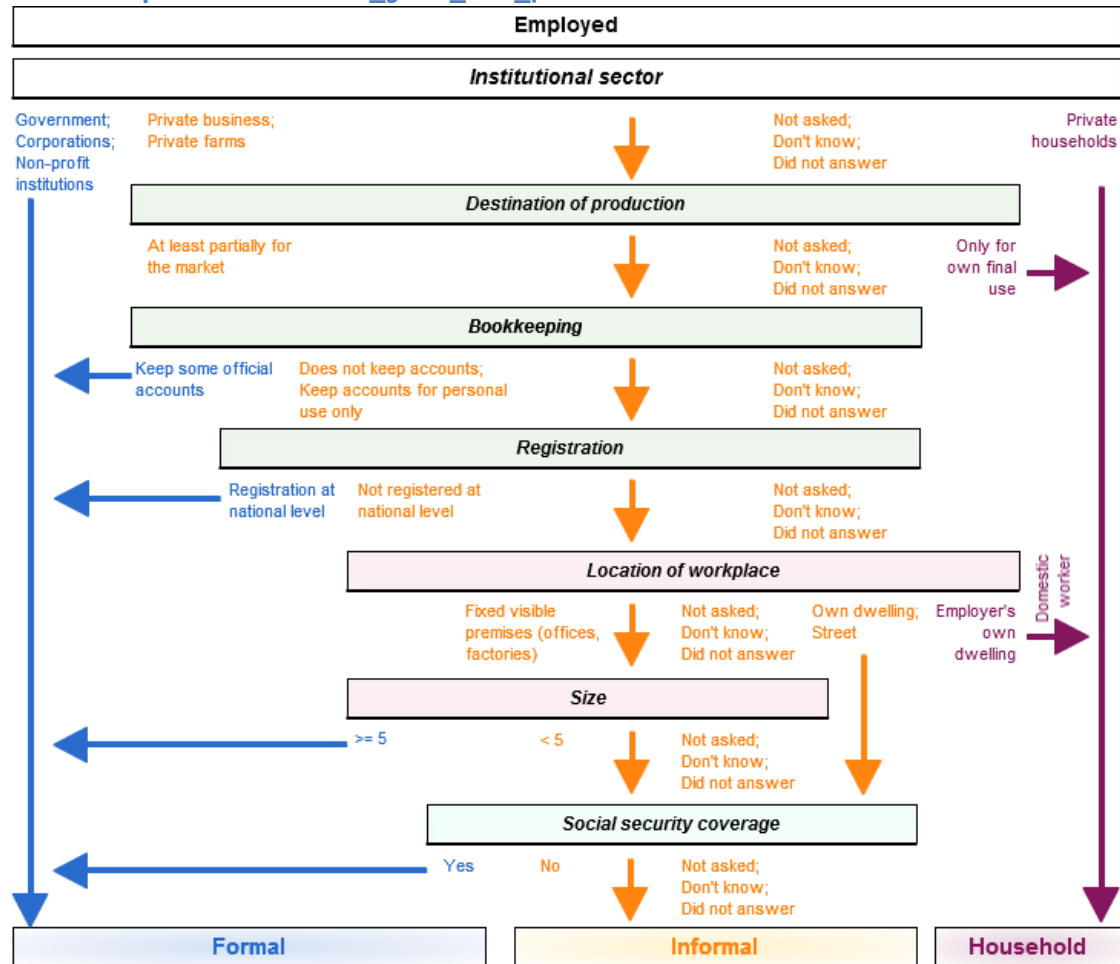 Employed
Institutional sector
Government;
Corporations;
Non-profit
institutions
Private business;
Private farms
Not asked;
Don't know;
Did not answer
Private
households
Destination of production
At least partially for
the market
Not asked;
Don't know;
Did not answer
Only for
own final
use
Bookkeeping
Keep some official
accounts
Does not keep accounts;
Keep accounts for personal
use only
Not asked;
Don't know;
Did not answer
Registration
Registration at
national level
Not registered at
national level
Not asked;
Don't know;
Did not answer
Location of workplace
Fixed visible
premises (offices,
factories)
Not asked;
Don't know;
Did not answer
Own dwelling;
Street
Employer's
own
dwelling
Domestic
worker
Size
>= 5
< 5
Not asked;
Don't know;
Did not answer
Social security coverage
Yes
No
Not asked;
Don't know;
Did not answer
Formal
Informal
Household